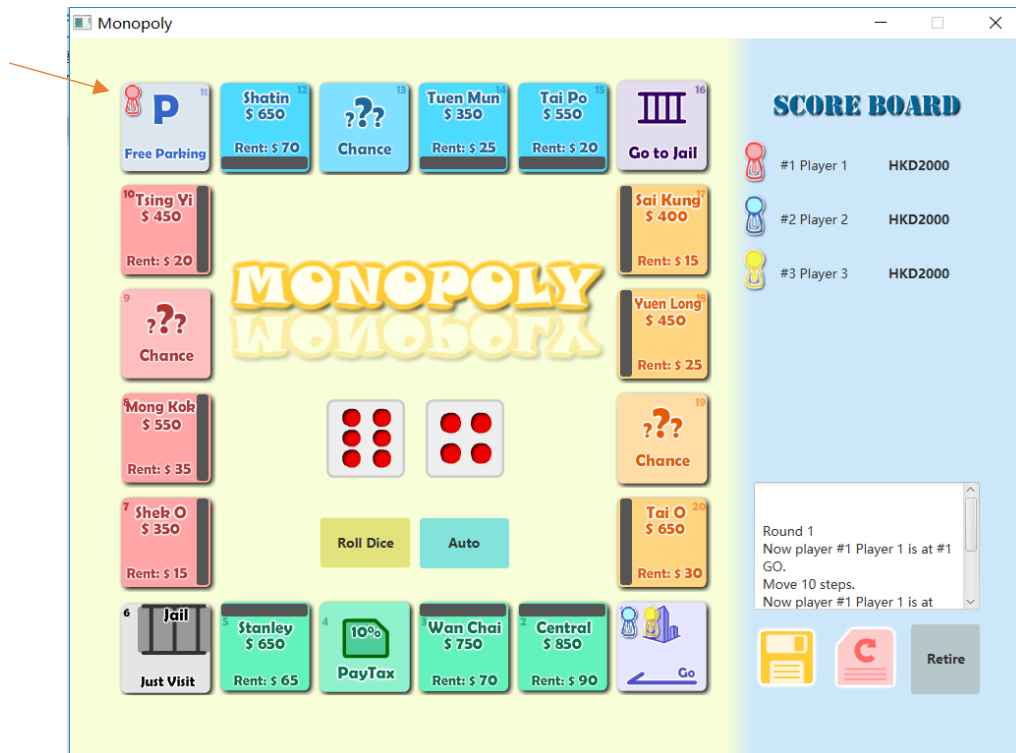 Monopoly
11
P
Free Parking
12
Shatin
$ 650
Rent: $ 70
13
???
Chance
14
Tuen Mun
$ 350
Rent: $ 25
15
Tai Po
$ 550
Rent: $ 20
16
Go to Jail
10
Tsing Yi
$ 450
Rent: $ 20
17
Sai Kung
$ 400
Rent: $ 15
9
???
Chance
MONOPOLY
18
Yuen Long
$ 450
Rent: $ 25
8
Mong Kok
$ 550
Rent: $ 35
19
???
Chance
7
Shek O
$ 350
Rent: $ 15
Roll Dice
Auto
20
Tai O
$ 650
Rent: $ 30
6
Jail
Just Visit
5
Stanley
$ 650
Rent: $ 65
4
10%
PayTax
3
Wan Chai
$ 750
Rent: $ 70
2
Central
$ 850
Rent: $ 90
Go
SCORE BOARD
#1 Player 1 HKD2000
#2 Player 2 HKD2000
#3 Player 3 HKD2000
Round 1
Now player #1 Player 1 is at #1
GO.
Move 10 steps.
Now player #1 Player 1 is at
Retire